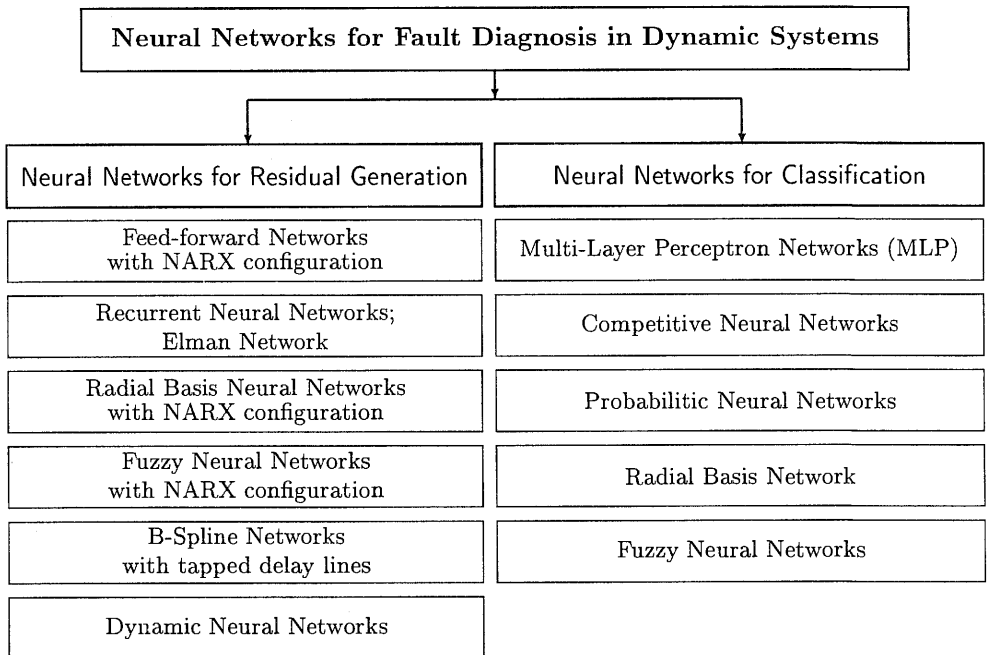 Neural Networks for Fault Diagnosis in Dynamic Systems
Neural Networks for Residual Generation
Feed-forward Networks
with NARX configuration
Recurrent Neural Networks;
Elman Network
Radial Basis Neural Networks
with NARX configuration
Fuzzy Neural Networks
with NARX configuration
B-Spline Networks
with tapped delay lines
Dynamic Neural Networks
Neural Networks for Classification
Multi-Layer Perceptron Networks (MLP)
Competitive Neural Networks
Probabilitic Neural Networks
Radial Basis Network
Fuzzy Neural Networks